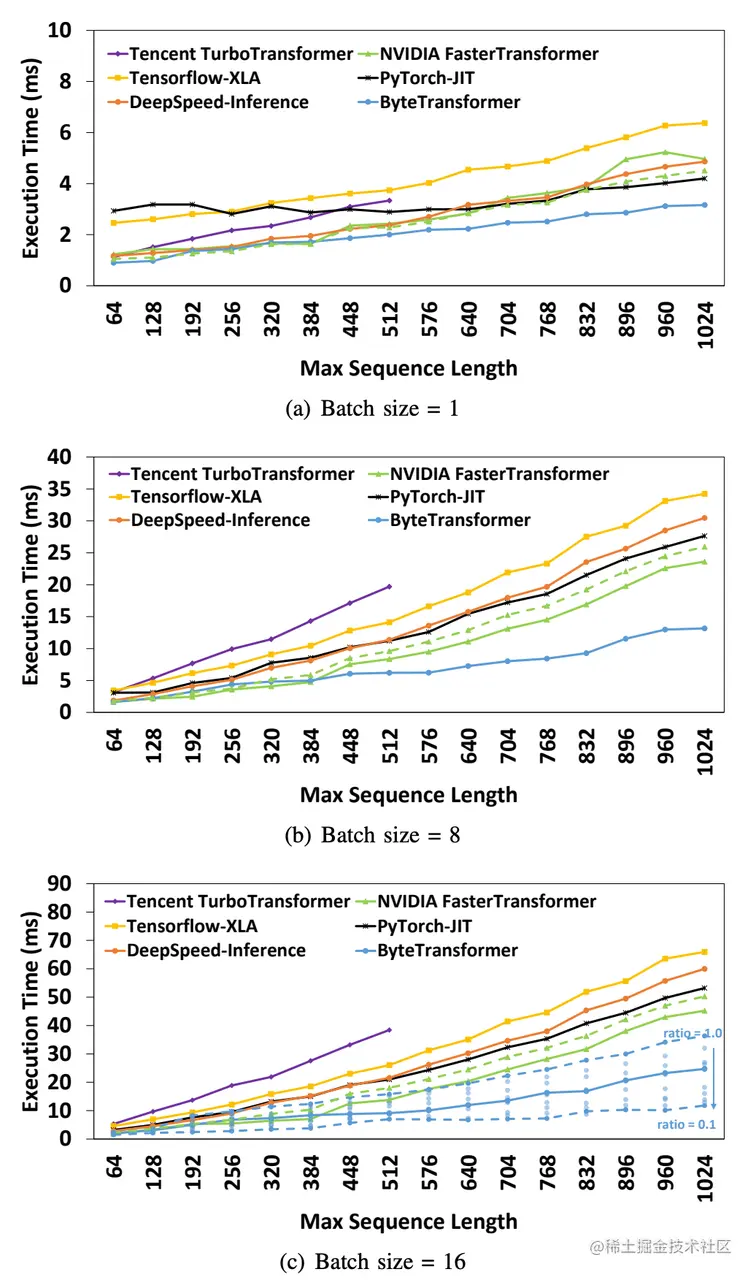 10
8
6
4
2
0
Execution Time (ms)
Tencent TurboTransformer
NVIDIA FasterTransformer
Tensorflow-XLA
PyTorch-JIT
DeepSpeed-Inference
ByteTransformer
64 128 192 256 320 384 448 512 576 640 704 768 832 896 960 1024
Max Sequence Length
(a) Batch size = 1
40
35
30
25
20
15
10
5
0
Execution Time (ms)
Tencent TurboTransformer
NVIDIA FasterTransformer
Tensorflow-XLA
PyTorch-JIT
DeepSpeed-Inference
ByteTransformer
64 128 192 256 320 384 448 512 576 640 704 768 832 896 960 1024
Max Sequence Length
(b) Batch size = 8
90
80
70
60
50
40
30
20
10
0
Execution Time (ms)
Tencent TurboTransformer
NVIDIA FasterTransformer
Tensorflow-XLA
PyTorch-JIT
DeepSpeed-Inference
ByteTransformer
ratio = 1.0
ratio = 0.1
64 128 192 256 320 384 448 512 576 640 704 768 832 896 960 1024
Max Sequence Length
@稀土掘金技术社区
(c) Batch size = 16